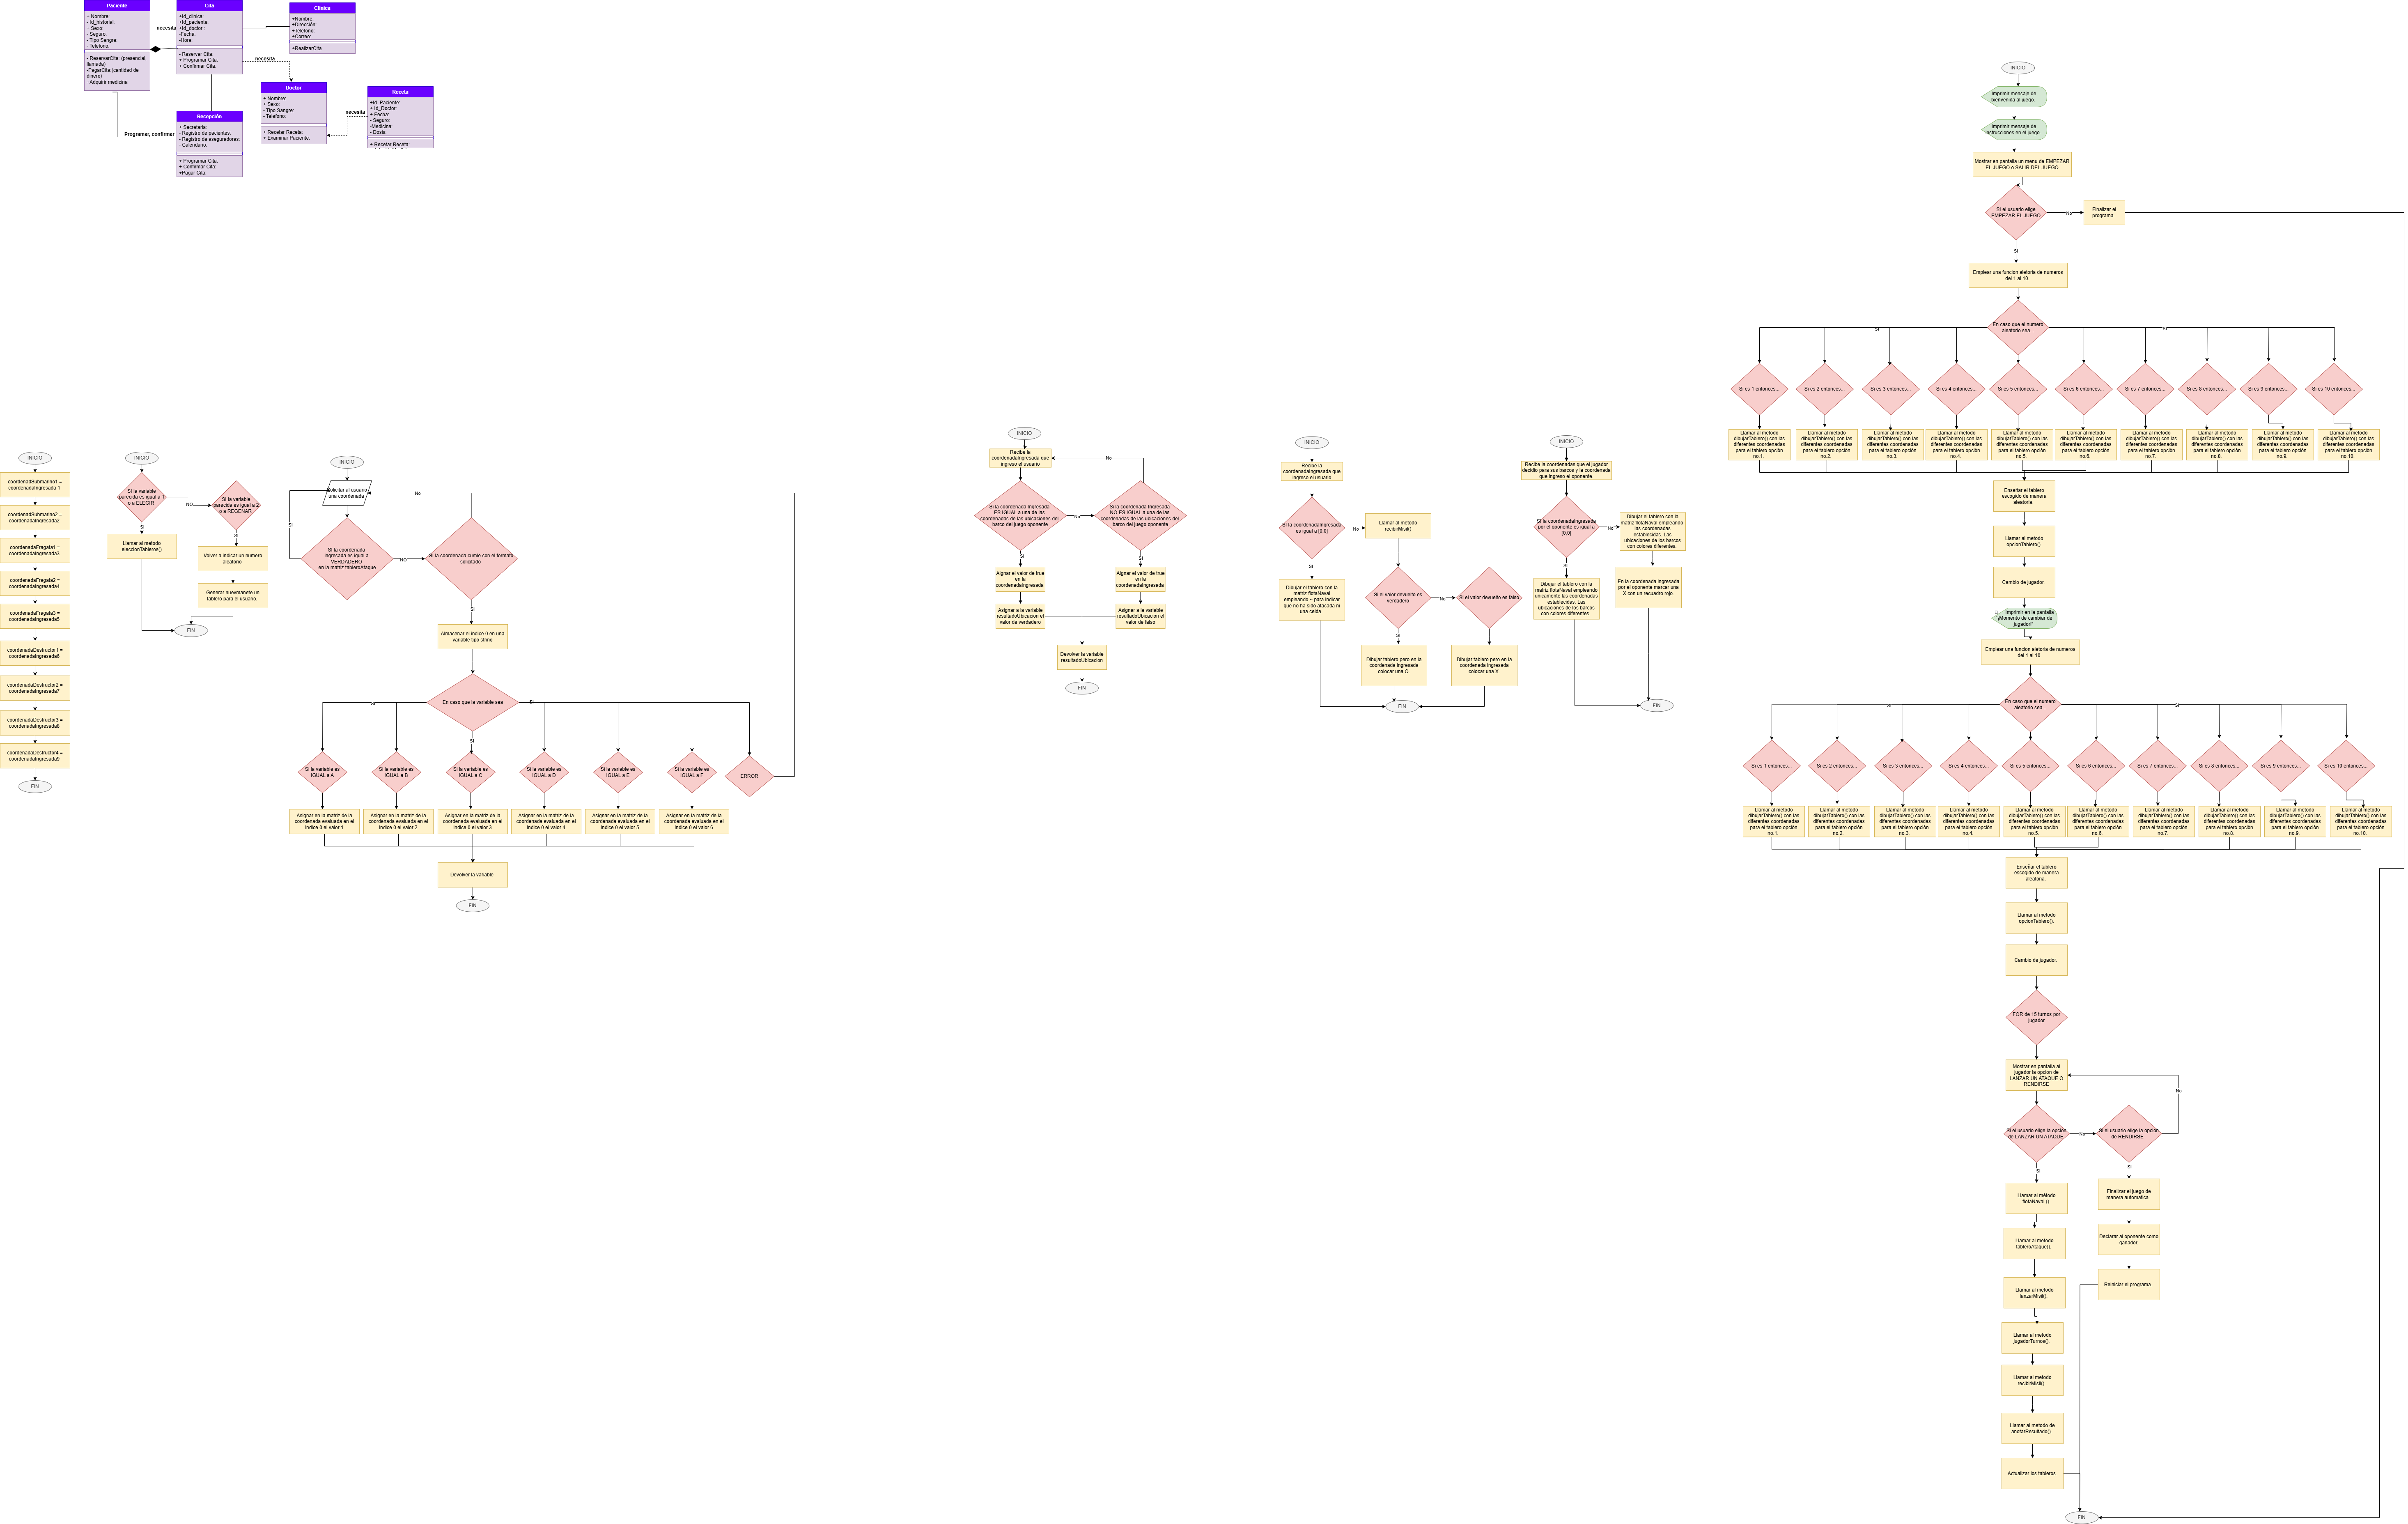 Paciente
+ Nombre:
- Id_historial:
+ Sexo:
- Seguro:
- Tipo Sangre:
- Telefono:
- ReservarCita: (presencial,
llamada)
-PagarCita (cantidad de
dinero)
+Adquirir medicina
necesita
Cita
+Id_clinica:
+Id_paciente:
+Id_doctor :
-Fecha:
-Hora:
- Reservar Cita:
+ Programar Cita:
+ Confirmar Cita:
Clínica
+Nombre:
+Dirección:
+Telefono:
+Correo:
+RealizarCita
necesita
Doctor
+ Nombre:
+ Sexo:
- Tipo Sangre:
- Telefono:
+ Recetar Receta:
+ Examinar Paciente:
necesita
Receta
+Id_Paciente:
+ Id_Doctor:
+ Fecha:
- Seguro:
-Medicina:
- Dosis:
+ Recetar Receta:
Programar, confirmar
Recepción
+ Secretaria:
- Registro de pacientes:
- Registro de aseguradoras:
- Calendario:
+ Programar Cita:
+ Confirmar Cita:
+Pagar Cita:
INICIO
coordenadSubmarino1 =
coordenadaIngresada 1
coordenadSubmarino2 =
coordenadaIngresada2
coordenadaFragata1 =
coordenadaIngresada3
coordenadaFragata2 =
coordenadaIngresada4
coordenadaFragata3 =
coordenadaIngresada5
coordenadaDestructor1 =
coordenadaIngresada6
coordenadaDestructor2 =
coordenadaIngresada7
coordenadaDestructor3 =
coordenadaIngresada8
coordenadaDestructor4 =
coordenadaIngresada9
FIN
INICIO
SI la variable
parecida es igual a 1
o a ELEGIR
NO
SI
Llamar al metodo
eleccionTableros()
SI la variable
parecida es igual a 2
o a REGENAR
SI
Volver a indicar un numero
aleatorio
Generar nuevmanete un
tablero para el usuario.
FIN
INICIO
Solicitar al usuario
una coordenada
SI
No
SI la coordenada
Ingresada es igual a
VERDADERO
en la matriz tableroAtaque
NO
Si la coordenada cumle con el formato
solicitado
SI
Almacenar el indice 0 en una
variable tipo string
En caso que la variable sea
SI
SI
SI
Si la variable es
IGUAL a A
Si la variable es
IGUAL a B
Si la variable es
IGUAL a C
Si la variable es
IGUAL a D
Si la variable es
IGUAL a E
Si la variable es
IGUAL a F
ERROR
Asignar en la matriz de la
coordenada evaluada en el
indice 0 el valor 1
Asignar en la matriz de la
coordenada evaluada en el
indice 0 el valor 2
Asignar en la matriz de la
coordenada evaluada en el
indice 0 el valor 3
Asignar en la matriz de la
coordenada evaluada en el
indice 0 el valor 4
Asignar en la matriz de la
coordenada evaluada en el
indice 0 el valor 5
Asignar en la matriz de la
coordenada evaluada en el
indice 0 el valor 6
Devolver la variable
FIN
INICIO
Recibe la
coordenadaIngresada que
ingreso el usuario
No
Si la coordenada Ingresada
ES IGUAL a una de las
coordenadas de las ubicaciones del
barco del juego oponente
No
Si la coordenada Ingresada
NO ES IGUAL a una de las
coordenadas de las ubicaciones del
barco del juego oponente
SI
SI
Aignar el valor de true
en la
coordenadaIngresada.
Aignar el valor de true
en la
coordenadaIngresada.
Asignar a la variable
resultadoUbicacion el
valor de verdadero
Asignar a la variable
resultadoUbicacion el
valor de falso
Devolver la variable
resultadoUbicacion
FIN
INICIO
Recibe la
coordenadaIngresada que
ingreso el usuario
Si la coordenadaIngresada
es igual a [0,0]
No
Llamar al metodo
recibirMisil()
SI
Dibujar el tablero con la
matriz flotaNaval
empleando ~ para indicar
que no ha sido atacada ni
una celda.
Si el valor devuelto es
verdadero
No
Si el valor devuelto es falso
SI
Dibujar tablero pero en la
coordenada ingresada
colocar una O.
Dibujar tablero pero en la
coordenada ingresada
colocar una X.
FIN
INICIO
Recibe la coordenadas que el jugador
decidio para sus barcos y la coordenada
que ingreso el oponente.
Si la coordenadaIngresada
por el oponente es igual a
[0,0]
No
Dibujar el tablero con la
matriz flotaNaval empleando
las coordenadas
establecidas. Las
ubicaciones de los barcos
con colores diferentes.
SI
Dibujar el tablero con la
matriz flotaNaval empleando
unicamente las coordenadas
establecidas. Las
ubicaciones de los barcos
con colores diferentes.
En la coordenada ingresada
por el oponente marcar una
X con un recuadro rojo.
FIN
INICIO
Imprimir mensaje de
bienvenida al juego.
Imprimir mensaje de
instrucciones en el juego.
Mostrar en pantalla un menu de EMPEZAR
EL JUEGO o SALIR DEL JUEGO
SI el usuario elige
EMPEZAR EL JUEGO
No
Finalizar el
programa.
Si
Emplear una funcion aletoria de numeros
del 1 al 10.
En caso que el numero
aleatorio sea...
SI
SI
Si es 1 entonces...
Si es 2 entonces...
Si es 3 entonces...
Si es 4 entonces...
Si es 5 entonces...
Si es 6 entonces...
Si es 7 entonces...
Si es 8 entonces...
Si es 9 entonces...
Si es 10 entonces...
Llamar al metodo
dibujarTablero() con las
diferentes coordenadas
para el tablero opción
no.1.
Llamar al metodo
dibujarTablero() con las
diferentes coordenadas
para el tablero opción
no.2.
Llamar al metodo
dibujarTablero() con las
diferentes coordenadas
para el tablero opción
no.3.
Llamar al metodo
dibujarTablero() con las
diferentes coordenadas
para el tablero opción
no.4.
Llamar al metodo
dibujarTablero() con las
diferentes coordenadas
para el tablero opción
no.5.
Llamar al metodo
dibujarTablero() con las
diferentes coordenadas
para el tablero opción
no.6.
Llamar al metodo
dibujarTablero() con las
diferentes coordenadas
para el tablero opción
no.7.
Llamar al metodo
dibujarTablero() con las
diferentes coordenadas
para el tablero opción
no.8.
Llamar al metodo
dibujarTablero() con las
diferentes coordenadas
para el tablero opción
no.9.
Llamar al metodo
dibujarTablero() con las
diferentes coordenadas
para el tablero opción
no.10.
Enseñar el tablero
escogido de manera
aleatoria.
Llamar al metodo
opcionTablero().
Cambio de jugador.
Imprimir en la pantalla
"¡Momento de cambiar de
jugador!"
Emplear una funcion aletoria de numeros
del 1 al 10.
En caso que el numero
aleatorio sea...
SI
SI
Si es 1 entonces...
Si es 2 entonces...
Si es 3 entonces...
Si es 4 entonces...
Si es 5 entonces...
Si es 6 entonces...
Si es 7 entonces...
Si es 8 entonces...
Si es 9 entonces...
Si es 10 entonces...
Llamar al metodo
dibujarTablero() con las
diferentes coordenadas
para el tablero opción
no.1.
Llamar al metodo
dibujarTablero() con las
diferentes coordenadas
para el tablero opción
no.2.
Llamar al metodo
dibujarTablero() con las
diferentes coordenadas
para el tablero opción
no.3.
Llamar al metodo
dibujarTablero() con las
diferentes coordenadas
para el tablero opción
no.4.
Llamar al metodo
dibujarTablero() con las
diferentes coordenadas
para el tablero opción
no.5.
Llamar al metodo
dibujarTablero() con las
diferentes coordenadas
para el tablero opción
no.6.
Llamar al metodo
dibujarTablero() con las
diferentes coordenadas
para el tablero opción
no.7.
Llamar al metodo
dibujarTablero() con las
diferentes coordenadas
para el tablero opción
no.8.
Llamar al metodo
dibujarTablero() con las
diferentes coordenadas
para el tablero opción
no.9.
Llamar al metodo
dibujarTablero() con las
diferentes coordenadas
para el tablero opción
no.10.
Enseñar el tablero
escogido de manera
aleatoria.
Llamar al metodo
opcionTablero().
Cambio de jugador.
FOR de 15 turnos por
jugador
Mostrar en pantalla al
jugador la opcion de
LANZAR UN ATAQUE O
RENDIRSE
No
Si el usuario elige la opcion
de LANZAR UN ATAQUE
No
Si el usuario elige la opcion
de RENDIRSE
SI
SI
Llamar al método
flotaNaval ().
Finalizar el juego de
manera automatica.
Llamar al metodo
tableroAtaque().
Declarar al oponente como
ganador.
Llamar al metodo
lanzarMisil().
Reiniciar el programa.
Llamar al metodo
jugadorTurnos().
Llamar al metodo
recibirMisil().
Llamar al metodo de
anotarResultado().
Actualizar los tableros.
FIN